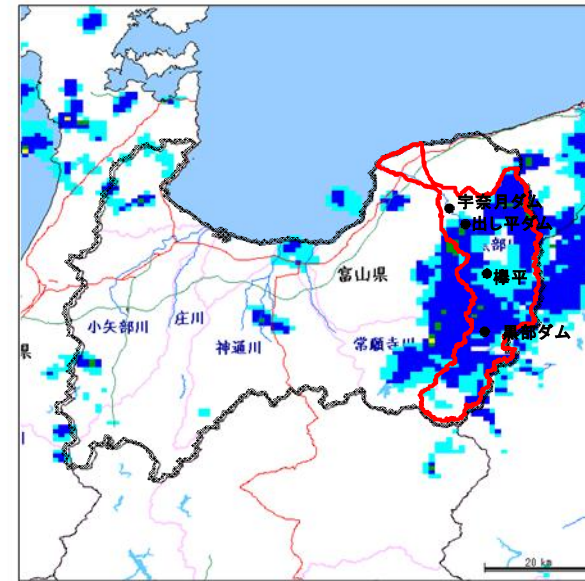 宇奈月ダム
出し平ダム
部川
欅平
富山県
黒部ダム
小矢部川
庄川
神通川
常願寺川
県
川
20 km